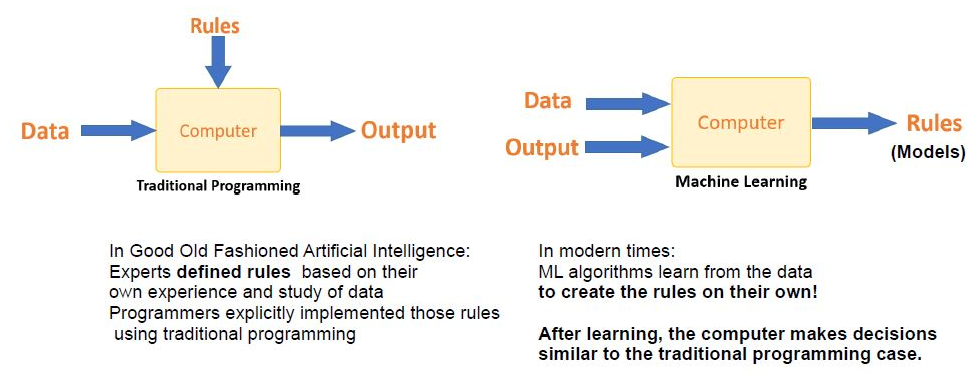 Rules
Data
Computer
Output
Traditional Programming
Data
Output
Computer
Rules
(Models)
Machine Learning
In Good Old Fashioned Artificial Intelligence:
Experts defined rules based on their
own experience and study of data
Programmers explicitly implemented those rules
using traditional programming
In modern times:
ML algorithms learn from the data
to create the rules on their own!
After learning, the computer makes decisions
similar to the traditional programming case.